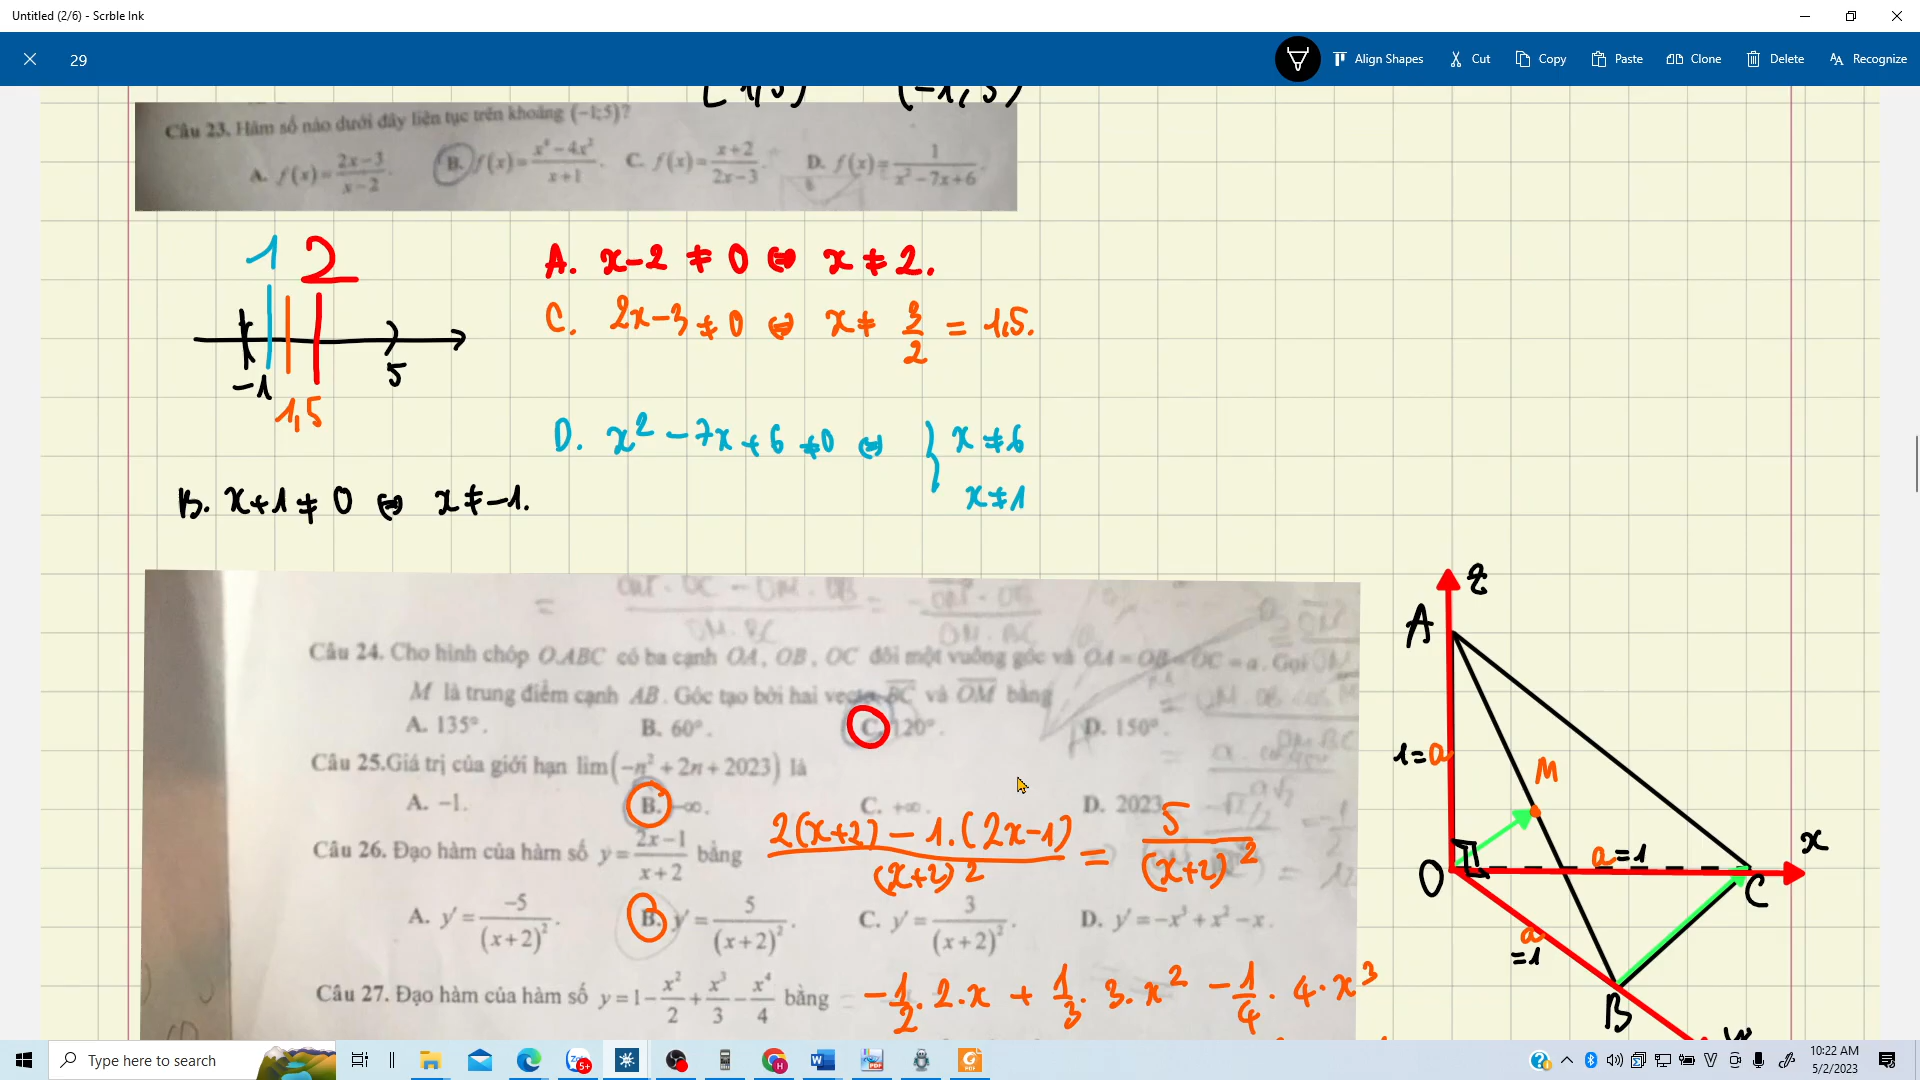 Untitled (2/6) - Scrble Ink
29
Align Shapes Cut Copy Paste Clone Delete Recognize
Câu 23. Hàm số nào dưới đây liên tục trên khoảng (−1;5)?
A. f(x) = (2x−3)/(x−2). B. f(x) = (x⁴−4x²)/(x+1). C. f(x) = (x+2)/(2x−3). D. f(x) = 1/(x²−7x+6).
1 2
−1 5
1,5
A. x−2 ≠ 0 ⇔ x ≠ 2.
C. 2x−3 ≠ 0 ⇔ x ≠ 3/2 = 1,5.
D. x² − 7x + 6 ≠ 0 ⇔ { x ≠ 6
x ≠ 1
B. x+1 ≠ 0 ⇔ x ≠ −1.
Câu 24. Cho hình chóp O.ABC có ba cạnh OA, OB, OC đôi một vuông góc và OA = OB = OC = a. Gọi
M là trung điểm cạnh AB. Góc tạo bởi hai vectơ BC và OM bằng
A. 135°. B. 60°. C. 120°. D. 150°.
Câu 25.Giá trị của giới hạn lim(−n² + 2n + 2023) là
A. −1. B. −∞. C. +∞. D. 2023
Câu 26. Đạo hàm của hàm số y = (2x−1)/(x+2) bằng
(2(x+2) − 1.(2x−1))/(x+2)² = 5/(x+2)²
A. y' = −5/(x+2)². B. y' = 5/(x+2)². C. y' = 3/(x+2)². D. y' = −x³ + x² − x.
Câu 27. Đạo hàm của hàm số y = 1 − x²/2 + x³/3 − x⁴/4 bằng
−1/2 . 2.x + 1/3 . 3.x² − 1/4 . 4.x³
z
A
1=a
M
x
a=1
O
C
a
=1
B
Type here to search
10:22 AM
5/2/2023